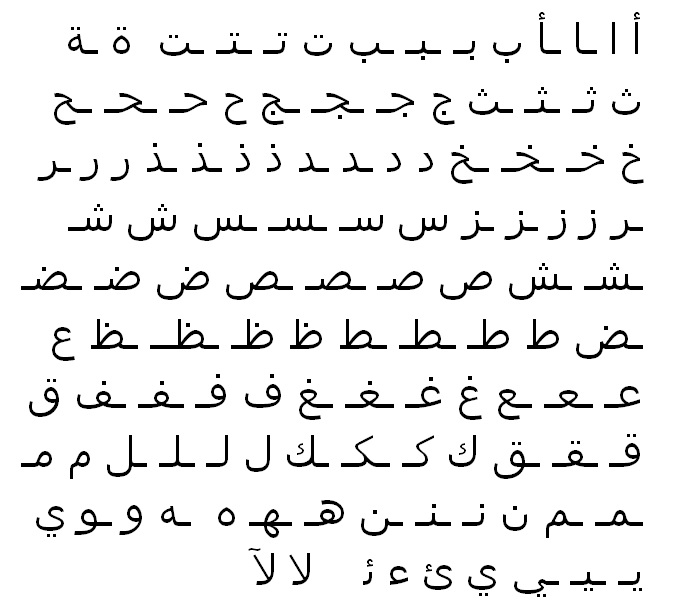 أ ا ـا ـأ ب بـ ـبـ ـب ت تـ ـتـ ـت ة ـة
ث ثـ ـثـ ـث ج جـ ـجـ ـج ح حـ ـحـ ـح
خ خـ ـخـ ـخ د د ـد ـد ذ ذ ـذ ـذ ر ر ـر
ـر ز ز ـز ـز س سـ ـسـ ـس ش شـ
ـشـ ـش ص صـ ـصـ ـص ض ضـ ـضـ
ـض ط طـ ـطـ ـط ظ ظـ ـظـ ـظ ع
عـ ـعـ ـع غ غـ ـغـ ـغ ف فـ ـفـ ـف ق
قـ ـقـ ـق ك كـ ـكـ ـك ل لـ ـلـ ـل م مـ
ـمـ ـم ن نـ ـنـ ـن هـ ـهـ ه ـه و ـو ي
يـ ـيـ ـي ي ئ ء ئـ لا لآ